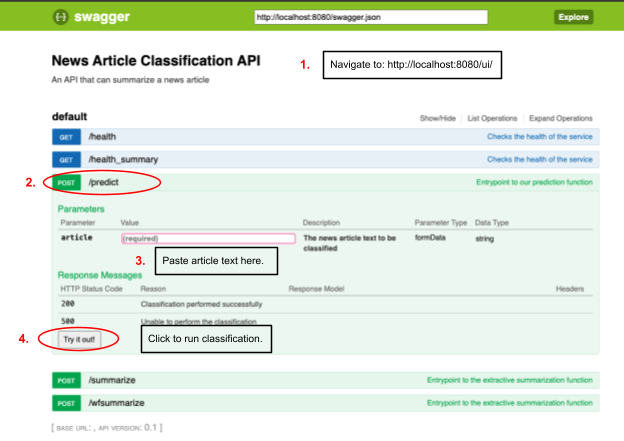 swagger
http://localhost:8080/swagger.json
Explore
News Article Classification API
1.
Navigate to: http://localhost:8080/ui/
An API that can summarize a news article
default
Show/Hide | List Operations | Expand Operations
GET /health Checks the health of the service
GET /health_summary Checks the health of the service
2. POST /predict Entrypoint to our prediction function
Parameters
Parameter Value Description Parameter Type Data Type
article (required) The news article text to be classified formData string
3. Paste article text here.
Response Messages
HTTP Status Code Reason Response Model Headers
200 Classification performed successfully
500 Unable to perform the classification
4. Try it out! Click to run classification.
POST /summarize Entrypoint to the extractive summarization function
POST /wfsummarize Entrypoint to the extractive summarization function
[ BASE URL: , API VERSION: 0.1 ]